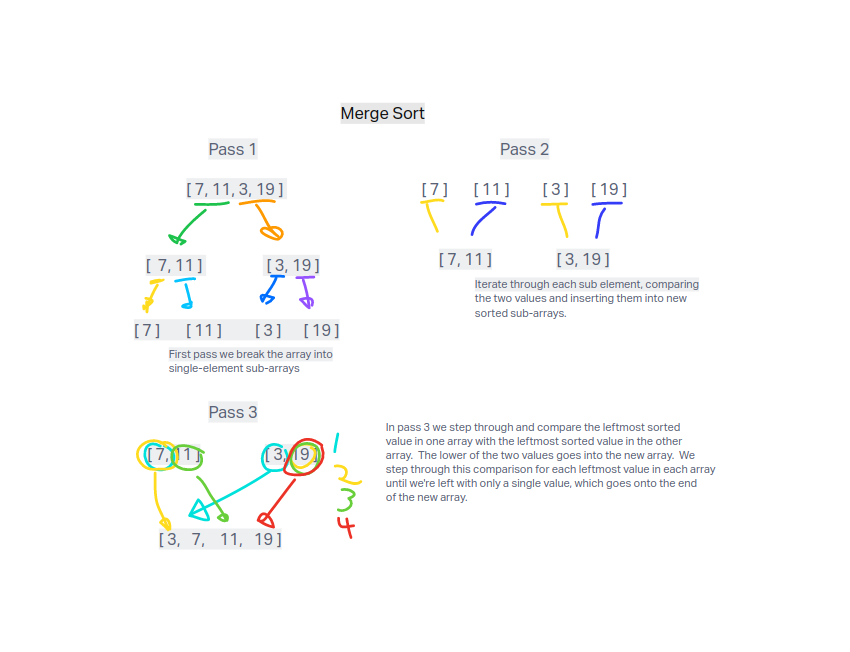 Merge Sort
Pass 1
[ 7, 11, 3, 19 ]
[ 7, 11 ] [ 3, 19 ]
[ 7 ] [ 11 ] [ 3 ] [ 19 ]
First pass we break the array into
single-element sub-arrays
Pass 2
[ 7 ] [ 11 ] [ 3 ] [ 19 ]
[ 7, 11 ] [ 3, 19 ]
Iterate through each sub element, comparing
the two values and inserting them into new
sorted sub-arrays.
Pass 3
[ 7, 11 ] [ 3, 19 ]
1
2
3
4
[ 3, 7, 11, 19 ]
In pass 3 we step through and compare the leftmost sorted
value in one array with the leftmost sorted value in the other
array. The lower of the two values goes into the new array. We
step through this comparison for each leftmost value in each array
until we're left with only a single value, which goes onto the end
of the new array.